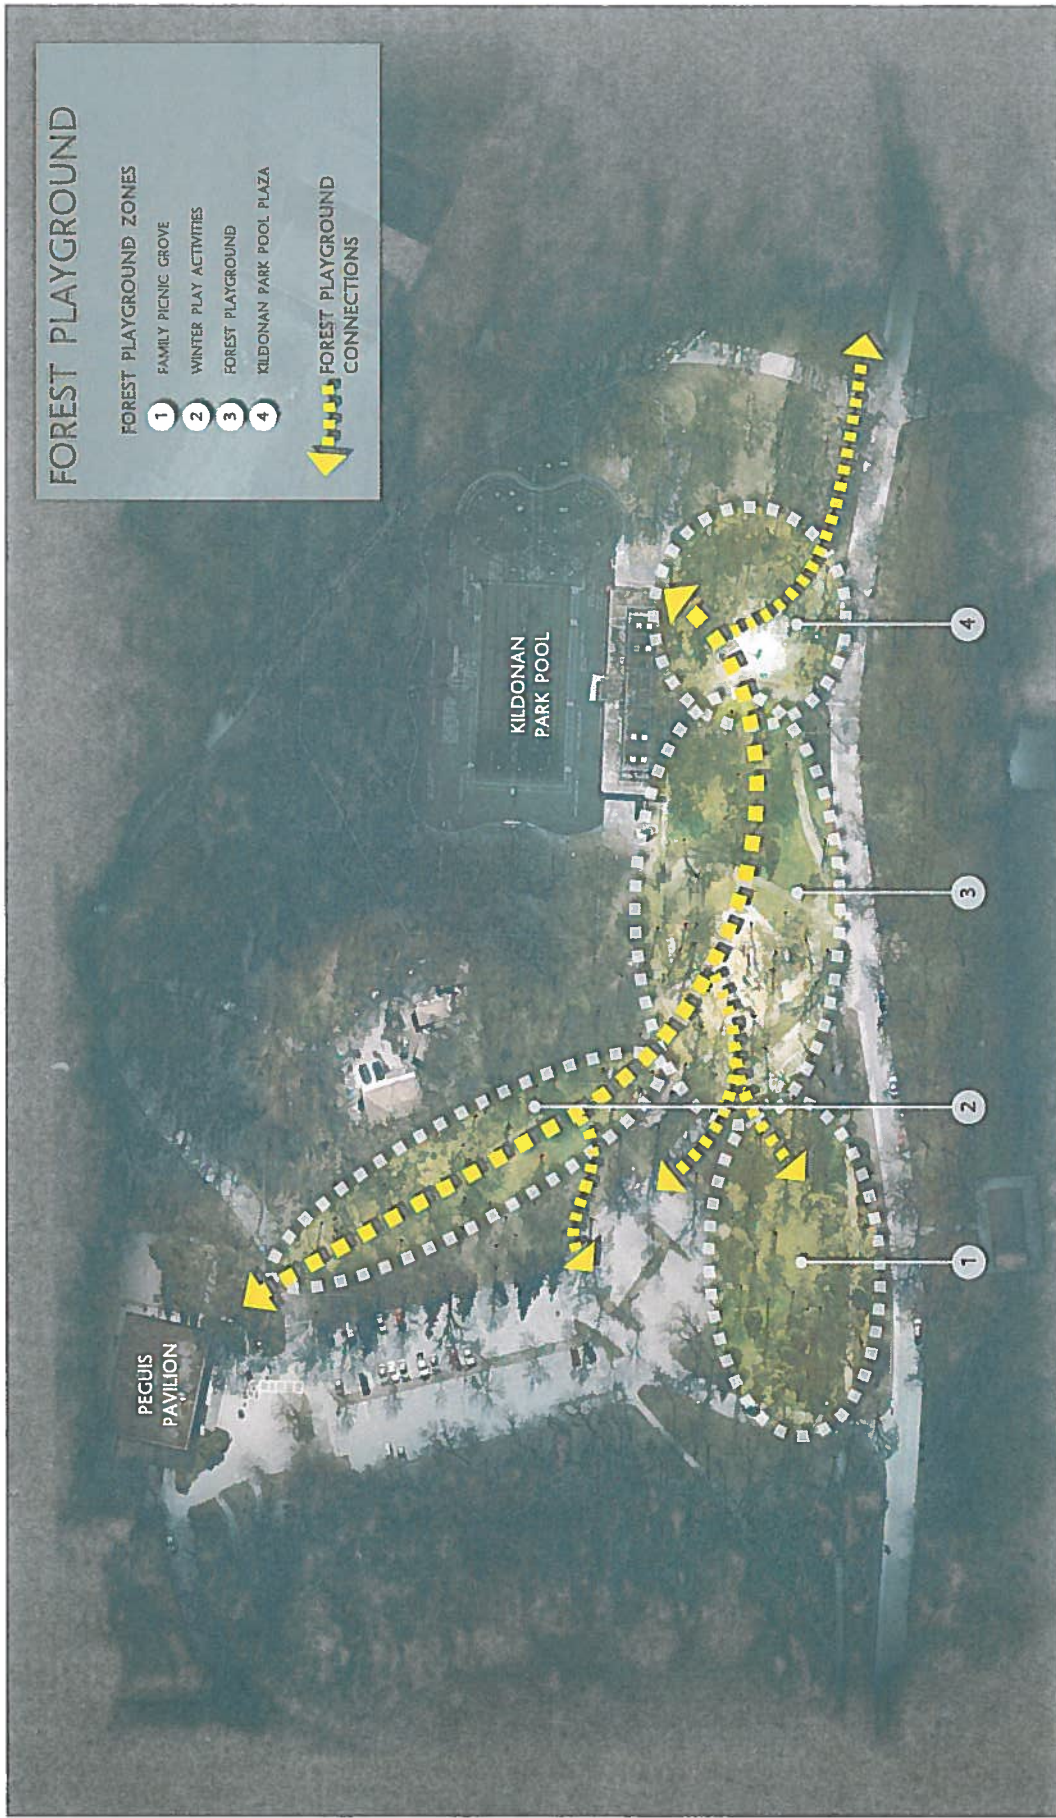 FOREST PLAYGROUND
FOREST PLAYGROUND ZONES
1 FAMILY PICNIC GROVE
2 WINTER PLAY ACTIVITIES
3 FOREST PLAYGROUND
4 KILDONAN PARK POOL PLAZA
FOREST PLAYGROUND
CONNECTIONS
PEGUIS
PAVILION
KILDONAN
PARK POOL
1
2
3
4